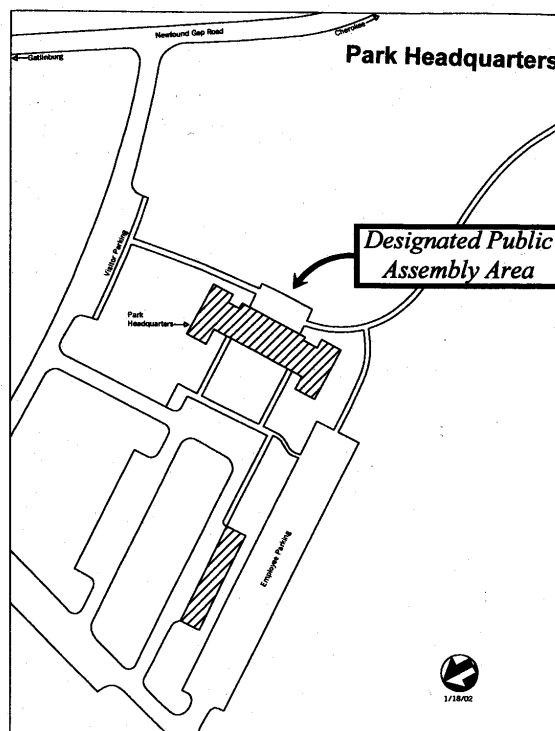 Newfound Gap Road
Cherokee
Gatlinburg
Park Headquarters
Designated Public
Assembly Area
Visitor Parking
Park
Headquarters
Employee Parking
1/18/02